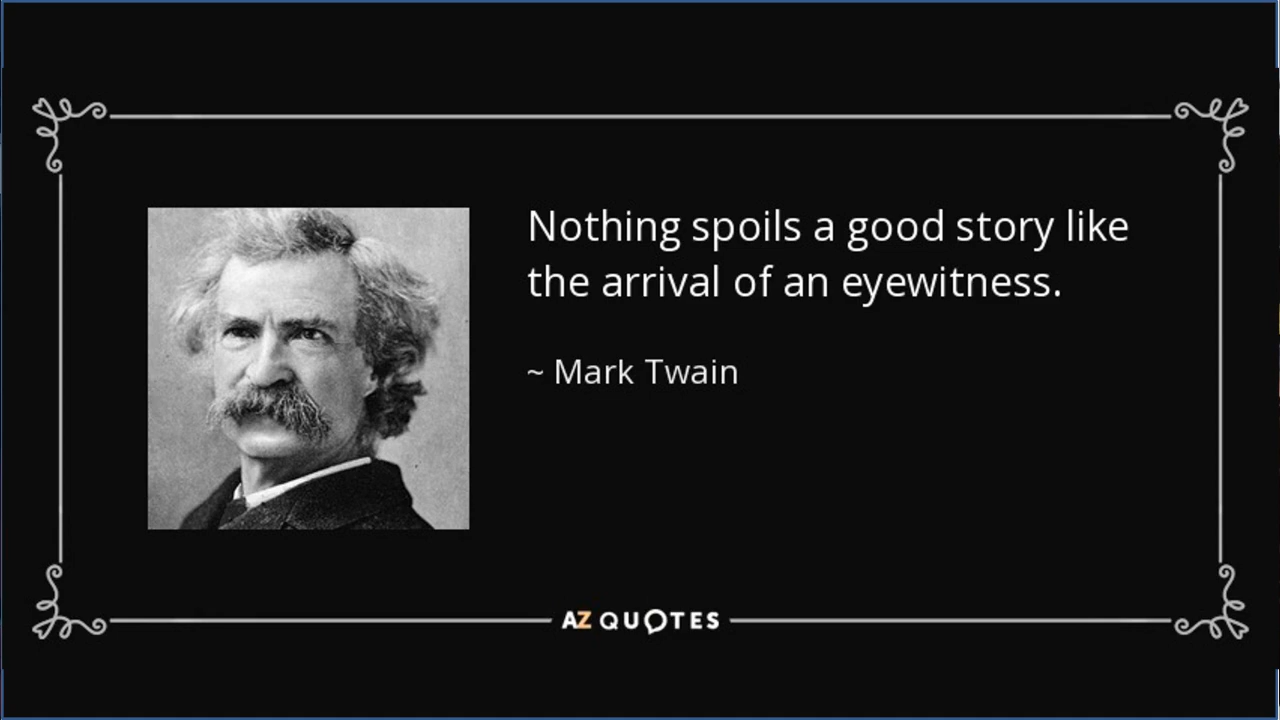 Nothing spoils a good story like
the arrival of an eyewitness.
~ Mark Twain
AZ QUOTES